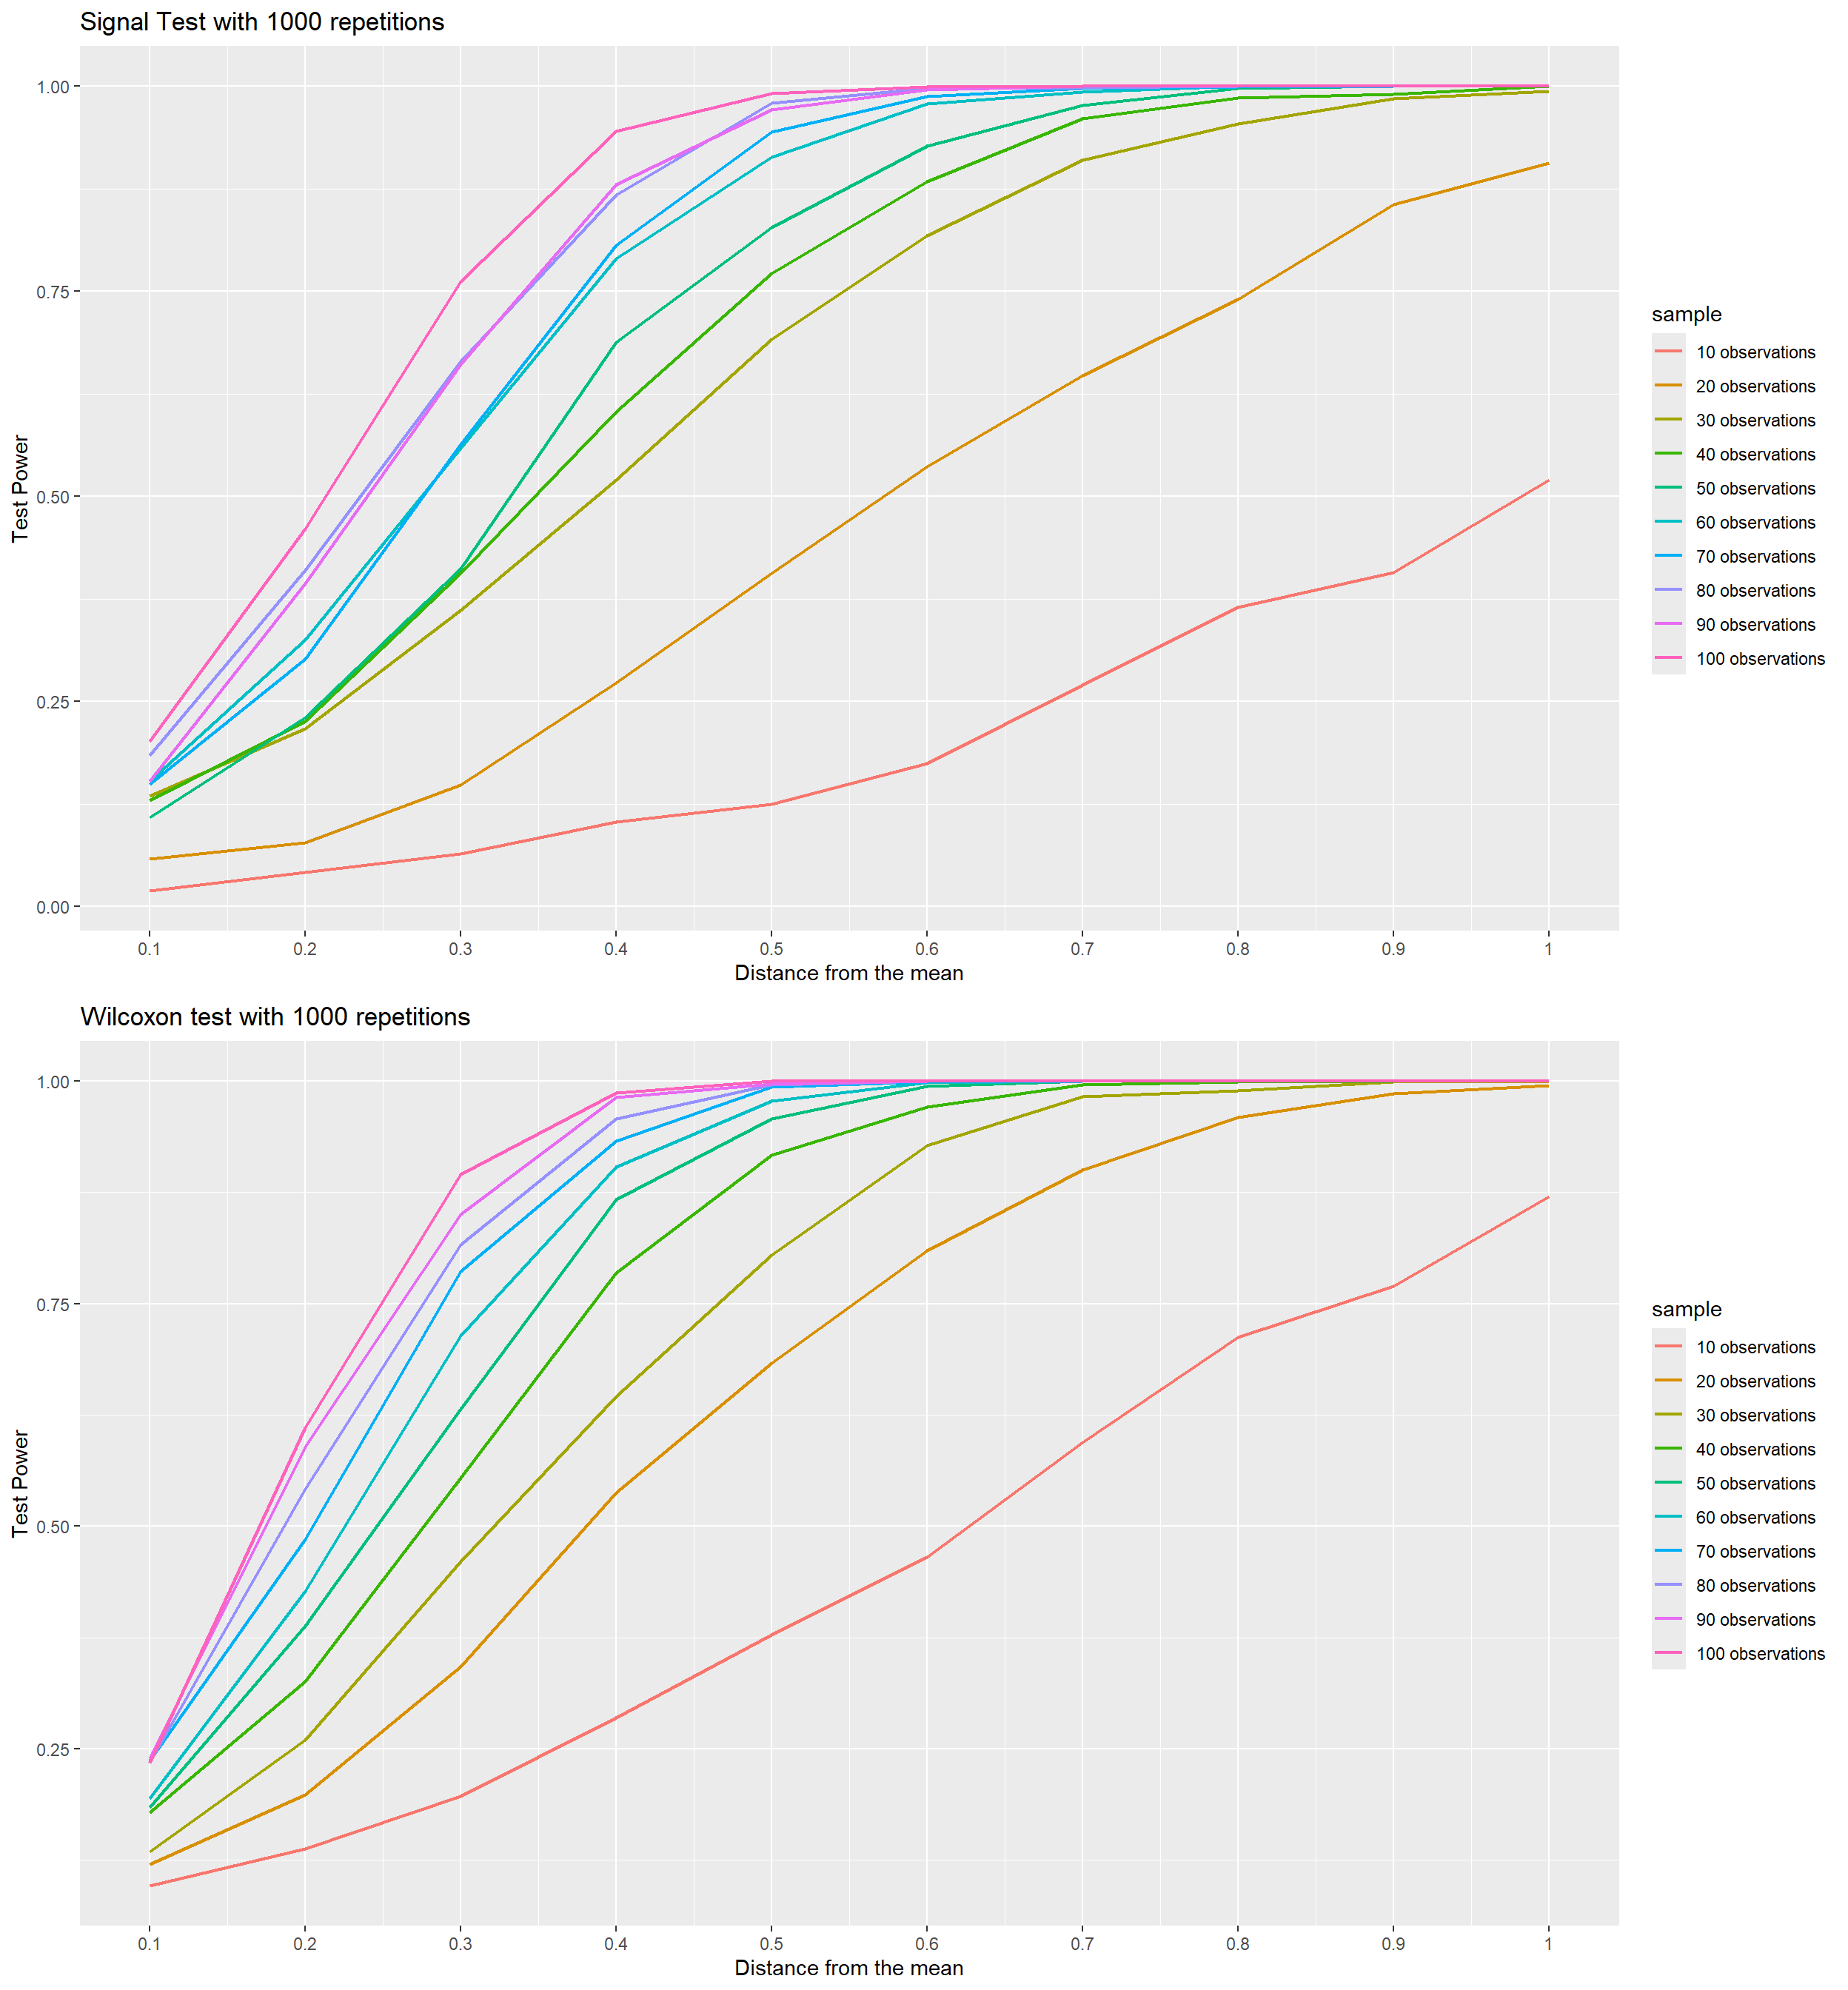 Signal Test with 1000 repetitions
1.00
0.75
0.50
0.25
0.00
Test Power
0.1 0.2 0.3 0.4 0.5 0.6 0.7 0.8 0.9 1
Distance from the mean
sample
10 observations
20 observations
30 observations
40 observations
50 observations
60 observations
70 observations
80 observations
90 observations
100 observations
Wilcoxon test with 1000 repetitions
1.00
0.75
0.50
0.25
Test Power
0.1 0.2 0.3 0.4 0.5 0.6 0.7 0.8 0.9 1
Distance from the mean
sample
10 observations
20 observations
30 observations
40 observations
50 observations
60 observations
70 observations
80 observations
90 observations
100 observations